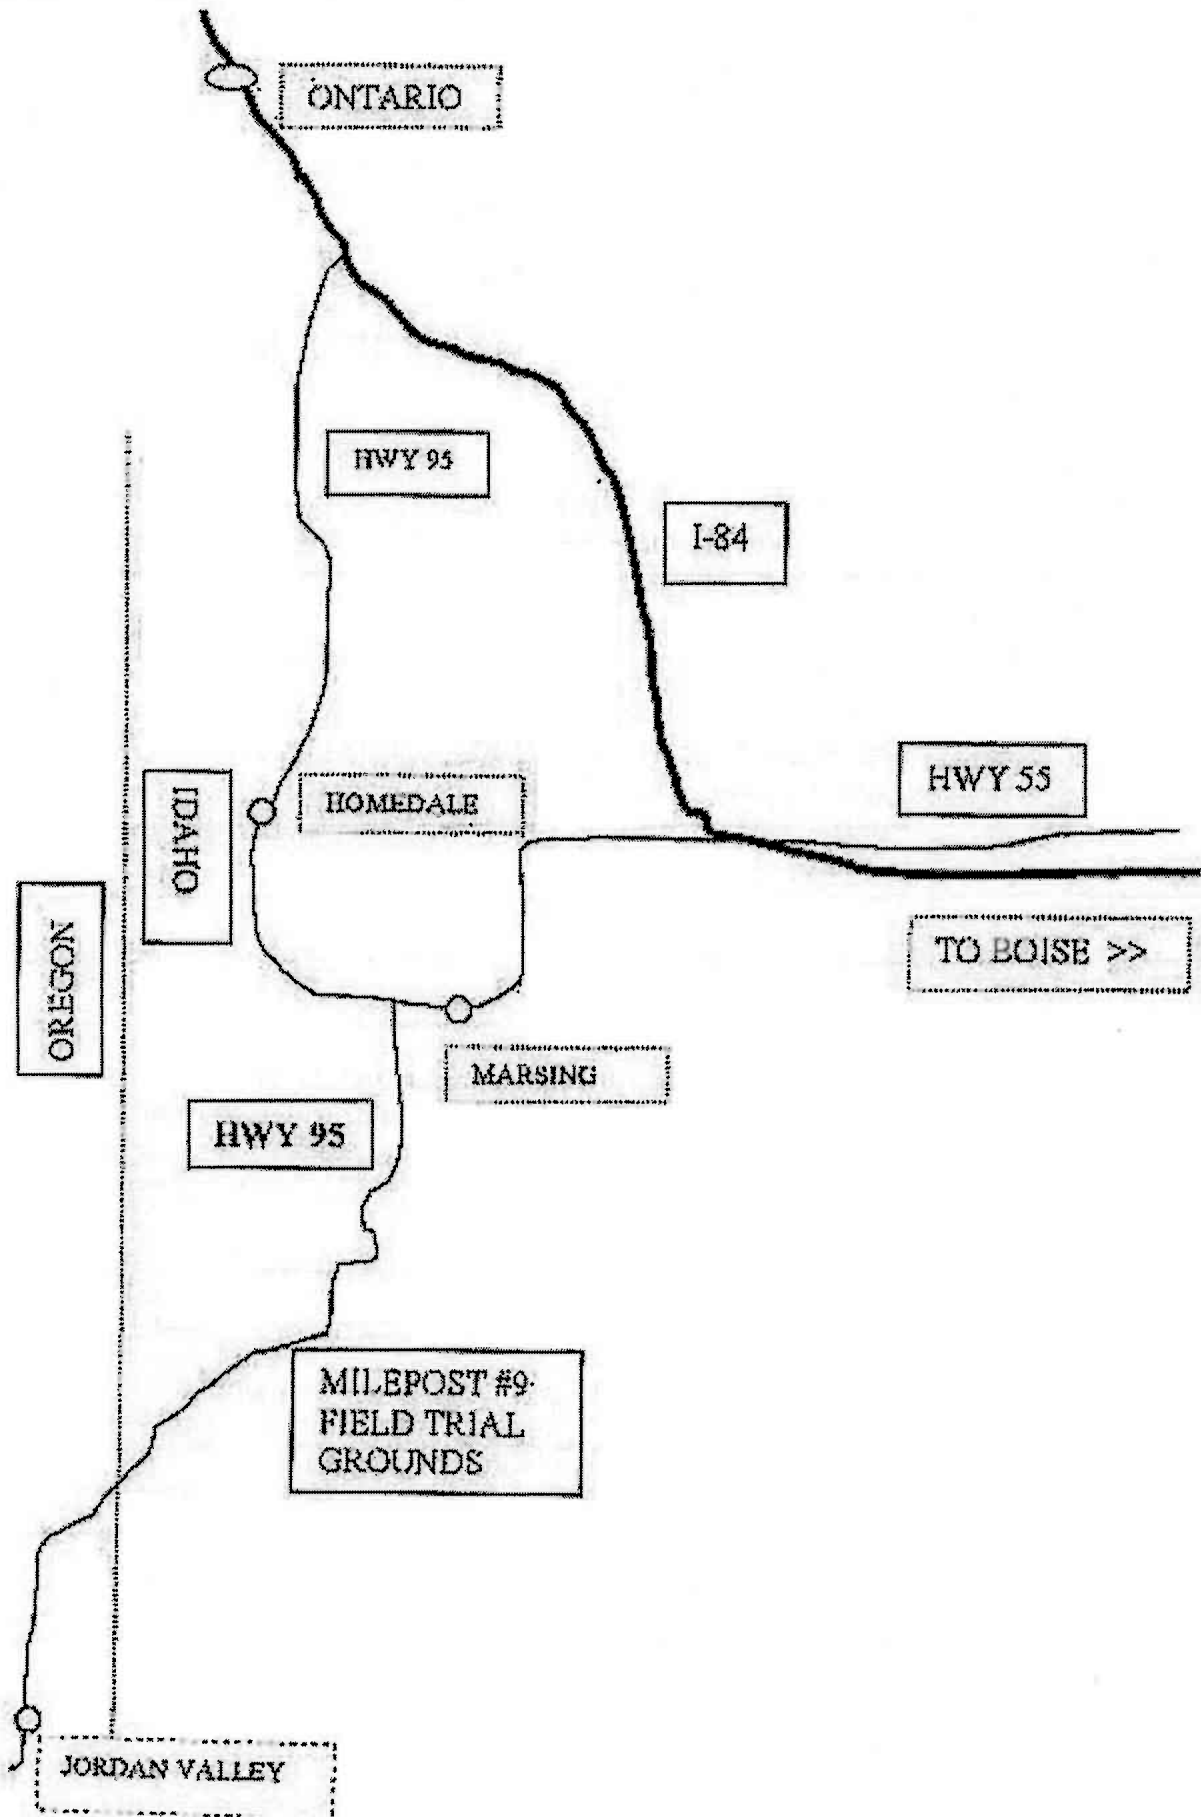 ONTARIO
HWY 95
I-84
HWY 55
IDAHO
HOMEDALE
OREGON
TO BOISE >>
MARSING
HWY 95
MILEPOST #9
FIELD TRIAL
GROUNDS
JORDAN VALLEY